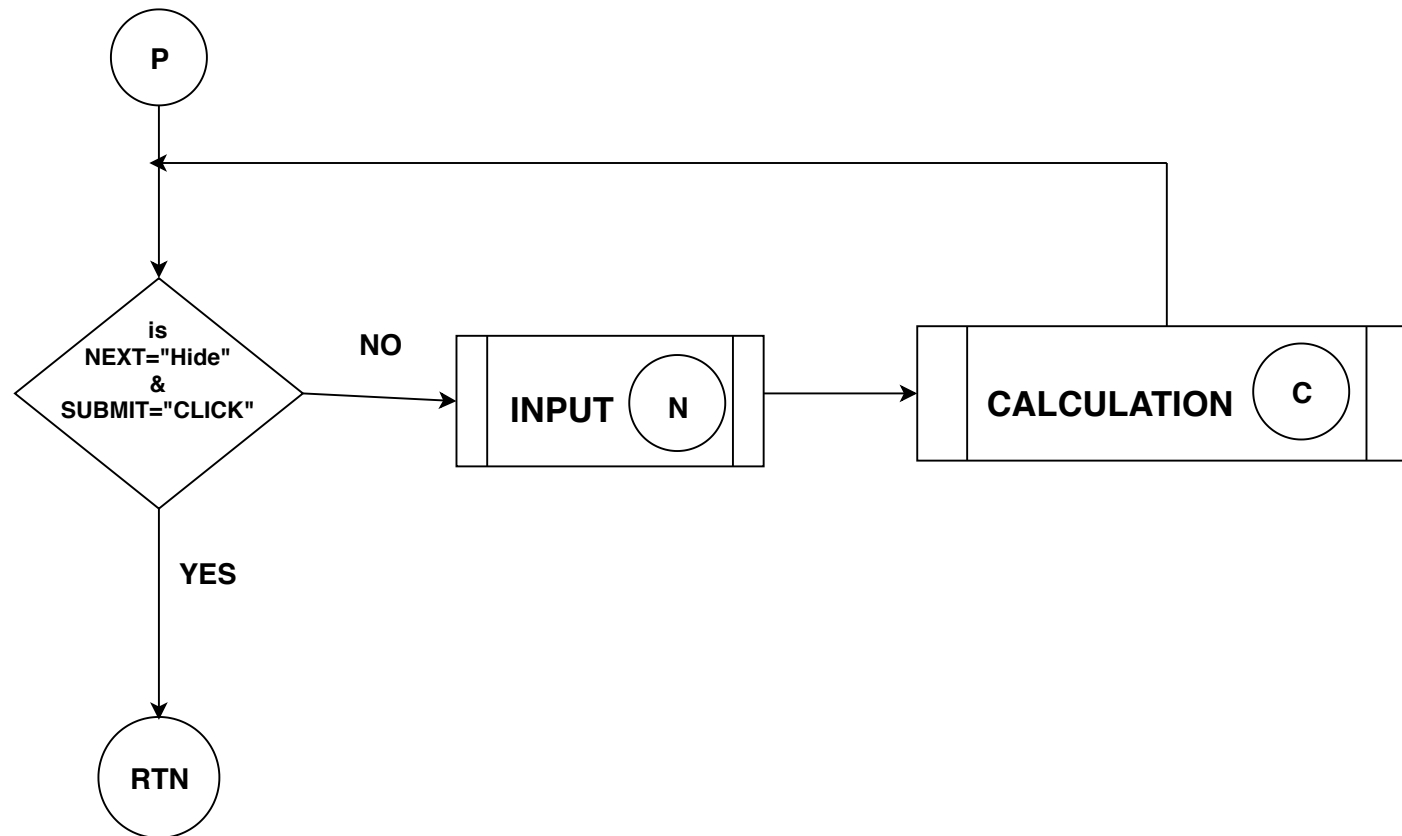 P
is
NEXT="Hide"
&
SUBMIT="CLICK"
NO
INPUT
N
CALCULATION
C
YES
RTN